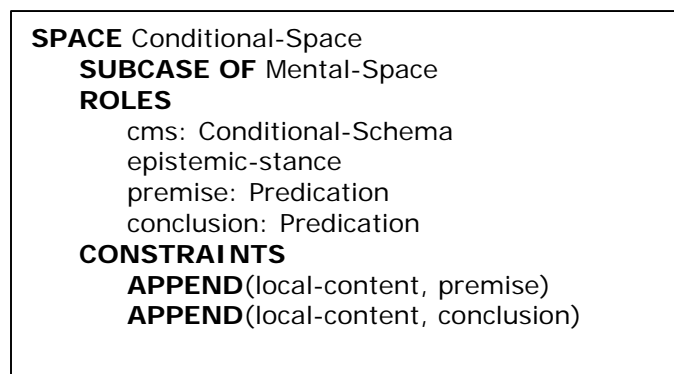 SPACE Conditional-Space
SUBCASE OF Mental-Space
ROLES
cms: Conditional-Schema
epistemic-stance
premise: Predication
conclusion: Predication
CONSTRAINTS
APPEND(local-content, premise)
APPEND(local-content, conclusion)